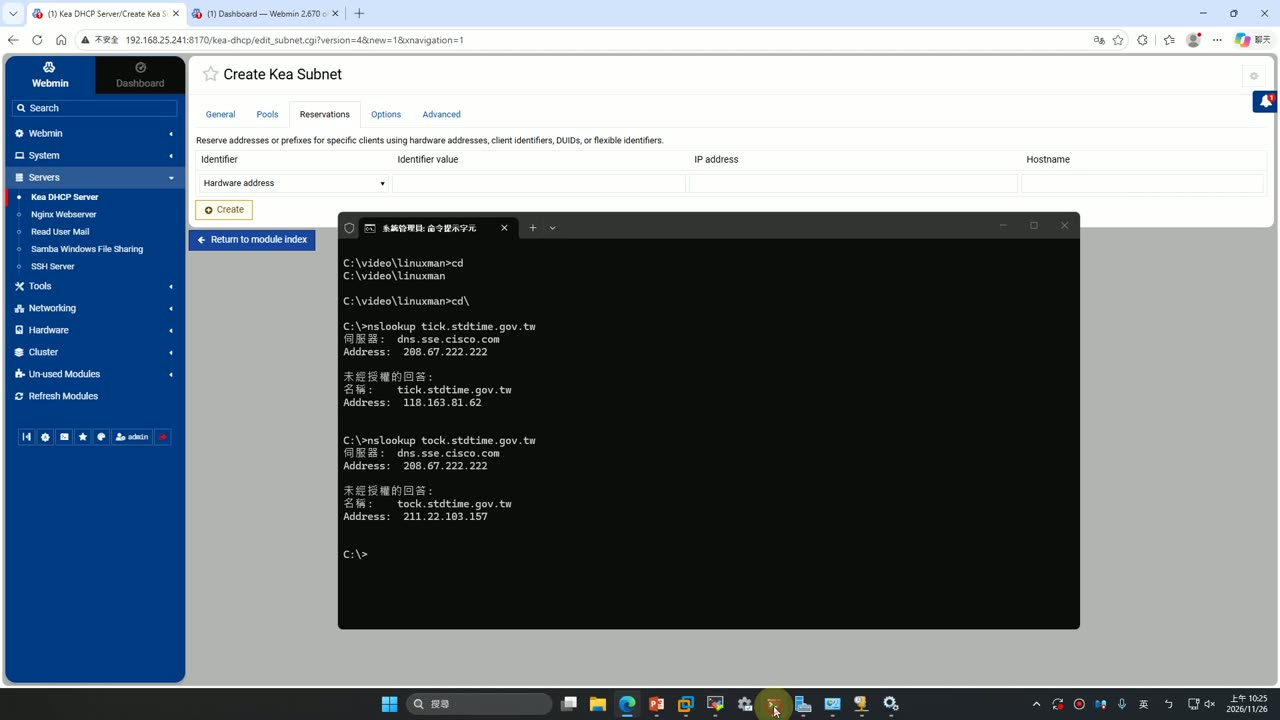 (1) Kea DHCP Server/Create Kea S
(1) Dashboard — Webmin 2.670 o
不安全 192.168.25.241:8170/kea-dhcp/edit_subnet.cgi?version=4&new=1&xnavigation=1
聊天
Webmin
Dashboard
Search
Webmin
System
Servers
Kea DHCP Server
Nginx Webserver
Read User Mail
Samba Windows File Sharing
SSH Server
Tools
Networking
Hardware
Cluster
Un-used Modules
Refresh Modules
admin
Create Kea Subnet
General Pools Reservations Options Advanced
Reserve addresses or prefixes for specific clients using hardware addresses, client identifiers, DUIDs, or flexible identifiers.
Identifier Identifier value IP address Hostname
Hardware address
Create
Return to module index
系統管理員: 命令提示字元
C:\video\linuxman>cd
C:\video\linuxman
C:\video\linuxman>cd\
C:\>nslookup tick.stdtime.gov.tw
伺服器: dns.sse.cisco.com
Address: 208.67.222.222
未經授權的回答:
名稱: tick.stdtime.gov.tw
Address: 118.163.81.62
C:\>nslookup tock.stdtime.gov.tw
伺服器: dns.sse.cisco.com
Address: 208.67.222.222
未經授權的回答:
名稱: tock.stdtime.gov.tw
Address: 211.22.103.157
C:\>
搜尋
英
上午 10:25
2026/11/26